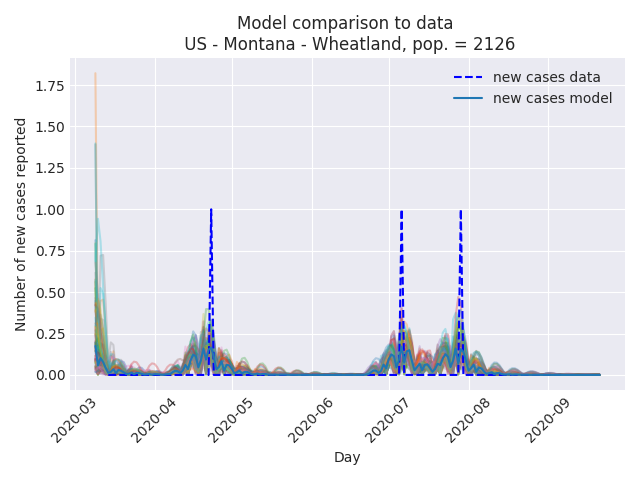 Model comparison to data
US - Montana - Wheatland, pop. = 2126
new cases data
new cases model
Number of new cases reported
1.75
1.50
1.25
1.00
0.75
0.50
0.25
0.00
2020-03
2020-04
2020-05
2020-06
2020-07
2020-08
2020-09
Day